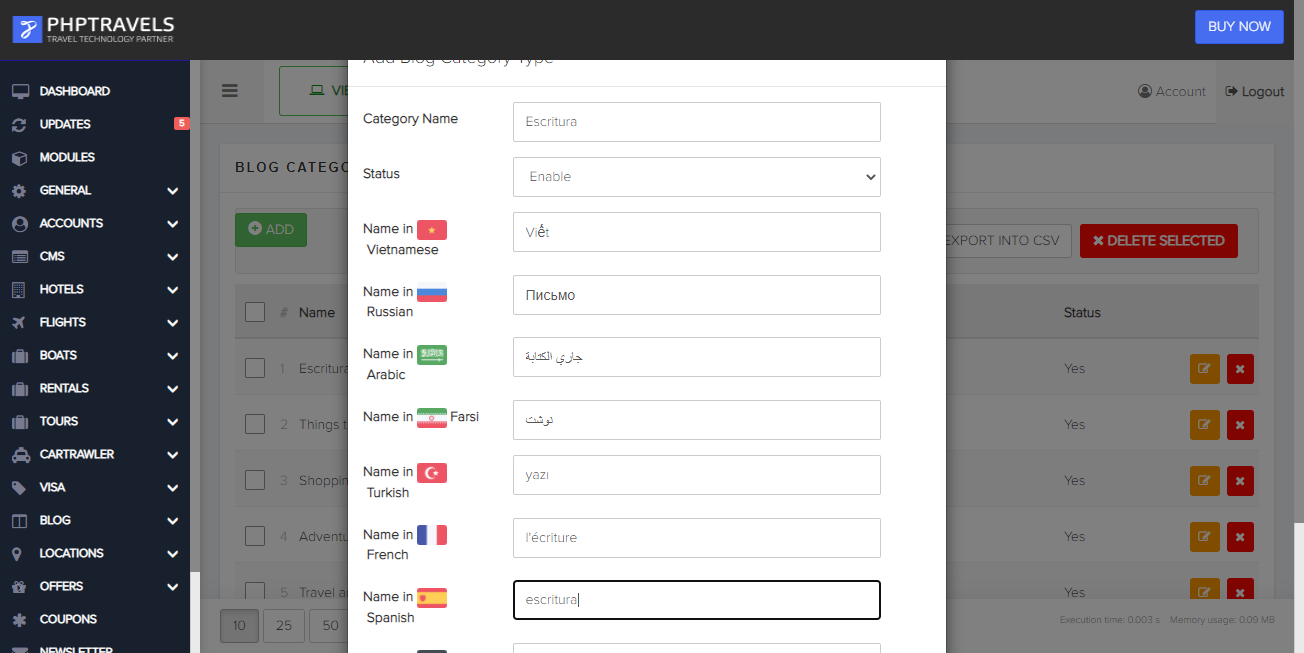 PHPTRAVELS
TRAVEL TECHNOLOGY PARTNER
BUY NOW
DASHBOARD
UPDATES 5
MODULES
GENERAL
ACCOUNTS
CMS
HOTELS
FLIGHTS
BOATS
RENTALS
TOURS
CARTRAWLER
VISA
BLOG
LOCATIONS
OFFERS
COUPONS
NEWSLETTER
Account
Logout
BLOG CATEGO
ADD
EXPORT INTO CSV
DELETE SELECTED
# Name Status
1 Escritura Yes
2 Things t Yes
3 Shoppin Yes
4 Adventu Yes
5 Travel a Yes
10 25 50
Execution time: 0.003 s Memory usage: 0.09 MB
Add Blog Category Type
Category Name Escritura
Status Enable
Name in Vietnamese Viết
Name in Russian Письмо
Name in Arabic جاري الكتابة
Name in Farsi نوشت
Name in Turkish yazı
Name in French l'écriture
Name in Spanish escritura